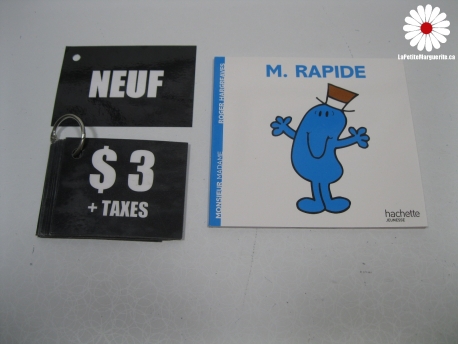 LaPetiteMarguerite.ca
NEUF
$ 3
+ TAXES
M. RAPIDE
MONSIEUR MADAME
ROGER HARGREAVES
hachette
JEUNESSE